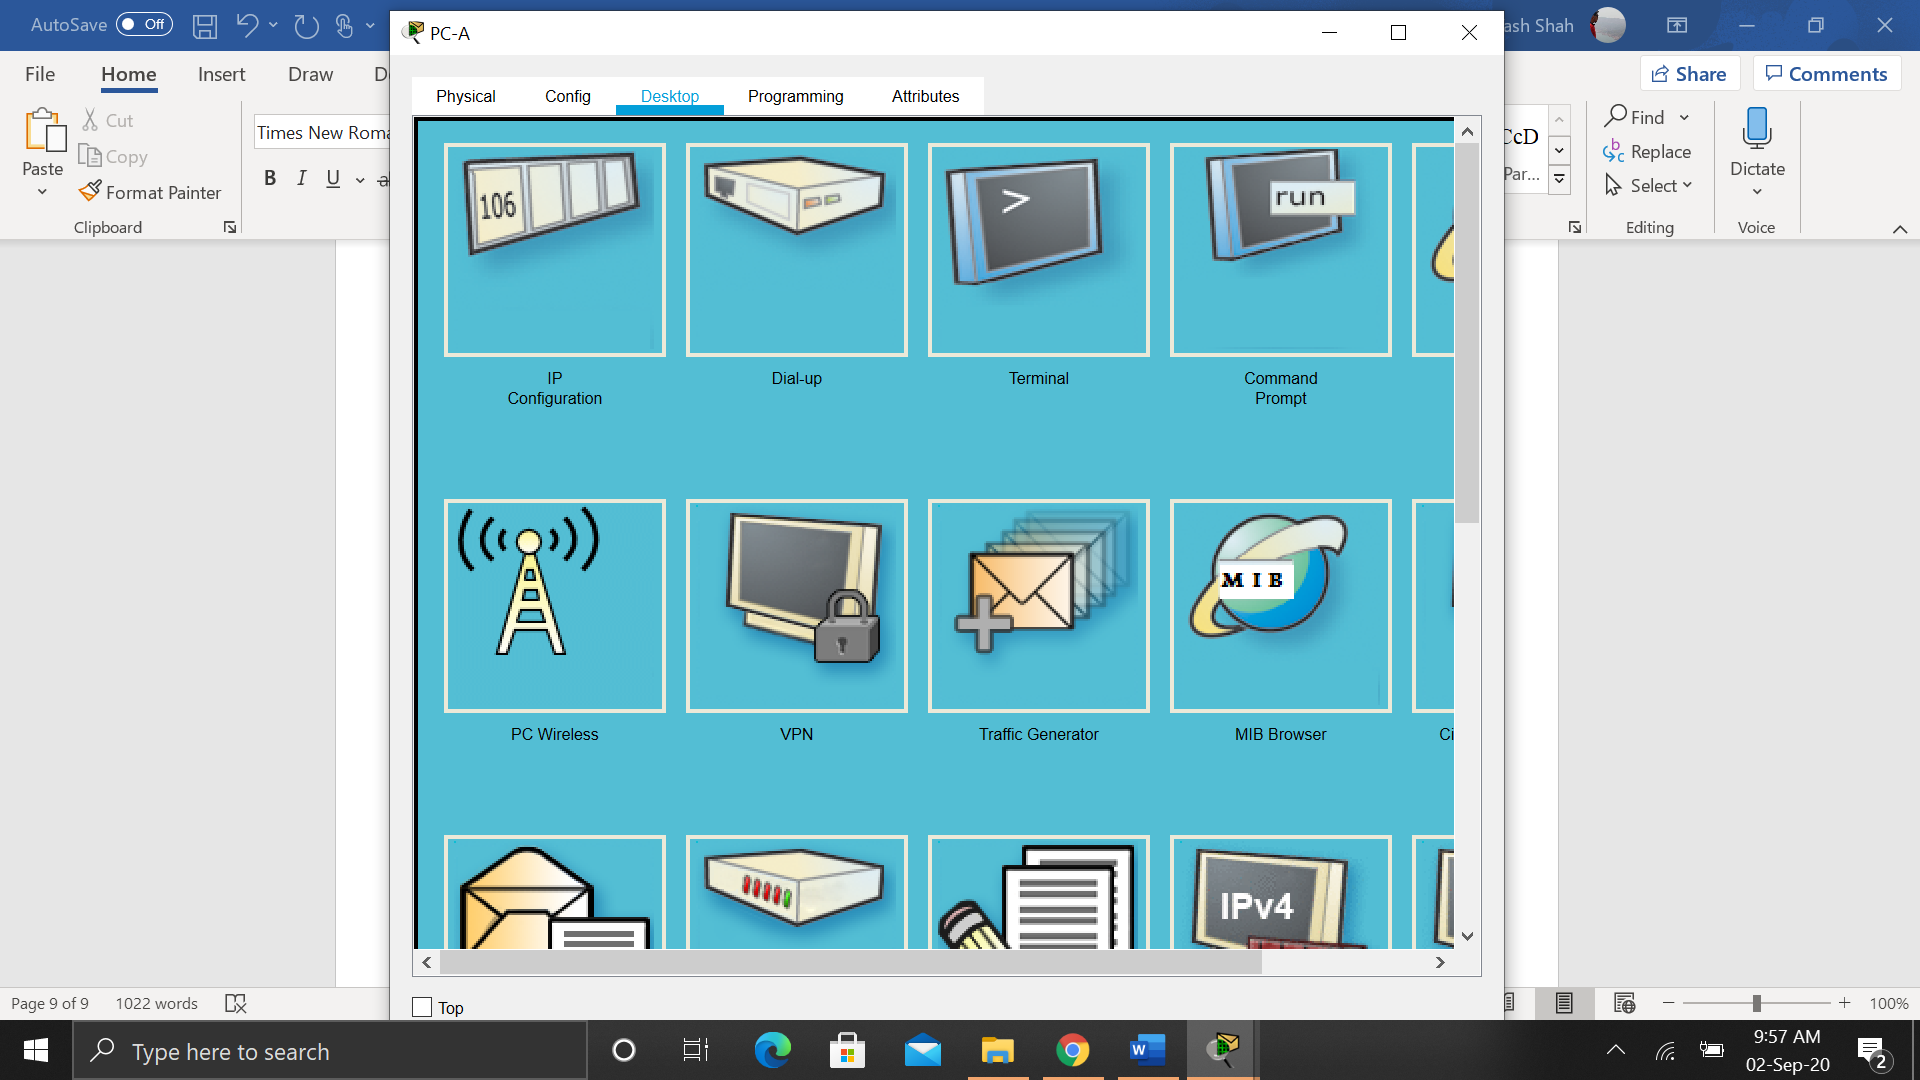 AutoSave Off
PC-A
ash Shah
File Home Insert Draw D
Share Comments
Physical Config Desktop Programming Attributes
Cut
Copy
Paste
Format Painter
Clipboard
Times New Roma
B I U ab
106
>
run
IP
Configuration
Dial-up
Terminal
Command
Prompt
CcD
Par...
Find
Replace
Select
Editing
Dictate
Voice
MIB
PC Wireless
VPN
Traffic Generator
MIB Browser
Ci
IPv4
Top
Page 9 of 9 1022 words
100%
Type here to search
9:57 AM
02-Sep-20
2